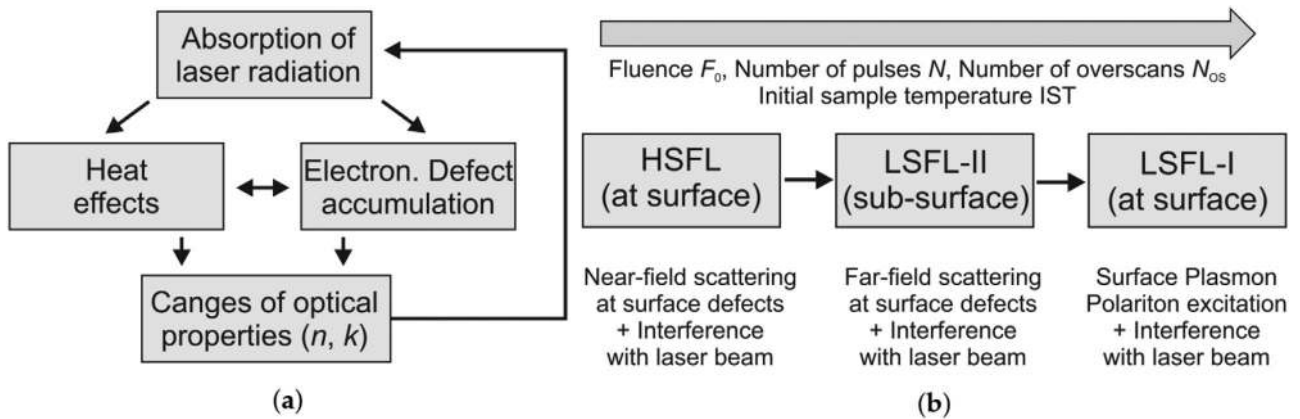 Absorption of
laser radiation
Heat
effects
Electron. Defect
accumulation
Canges of optical
properties (n, k)
(a)
Fluence F₀, Number of pulses N, Number of overscans N_OS
Initial sample temperature IST
HSFL
(at surface)
LSFL-II
(sub-surface)
LSFL-I
(at surface)
Near-field scattering
at surface defects
+ Interference
with laser beam
Far-field scattering
at surface defects
+ Interference
with laser beam
Surface Plasmon
Polariton excitation
+ Interference
with laser beam
(b)